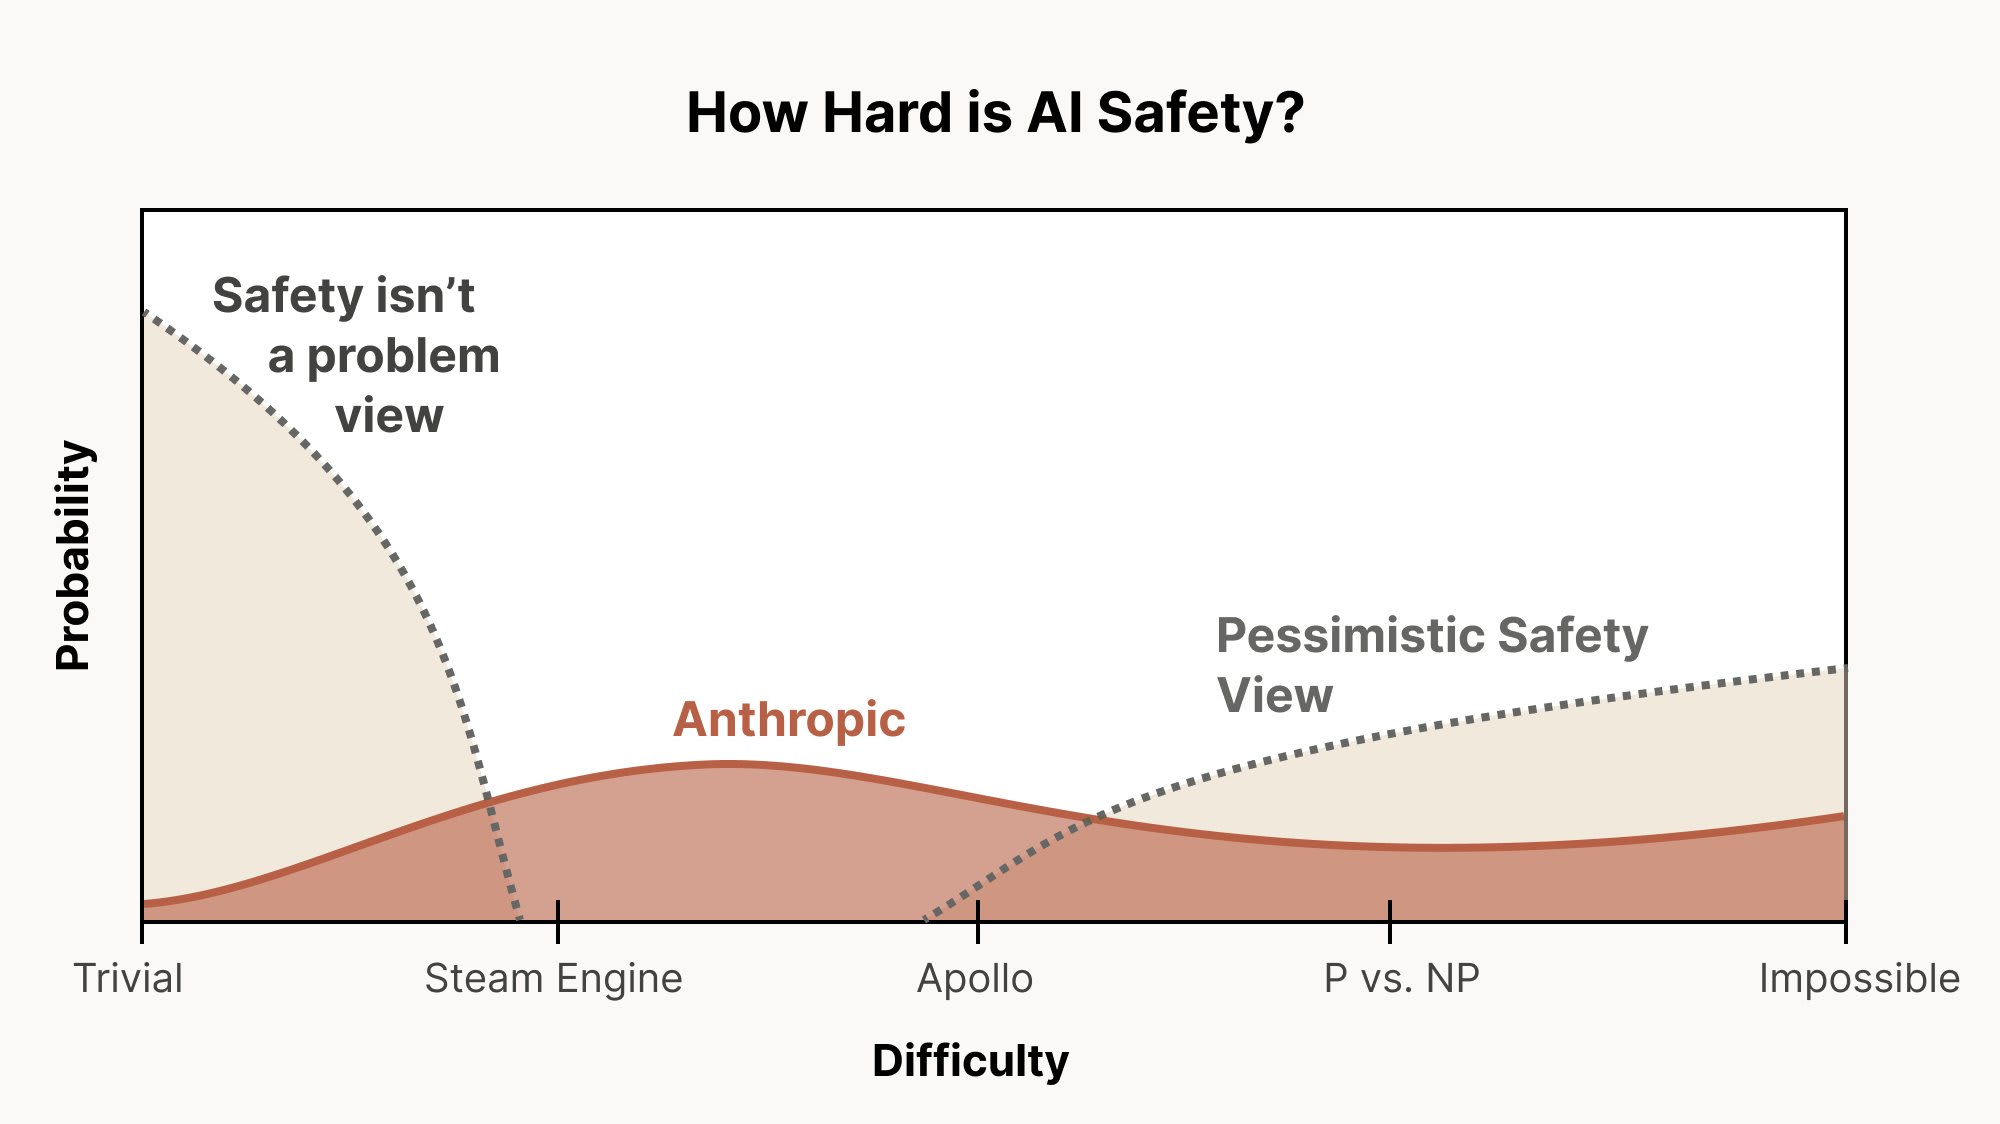 How Hard is AI Safety?
Safety isn’t
a problem
view
Probability
Pessimistic Safety
View
Anthropic
Trivial
Steam Engine
Apollo
P vs. NP
Impossible
Difficulty